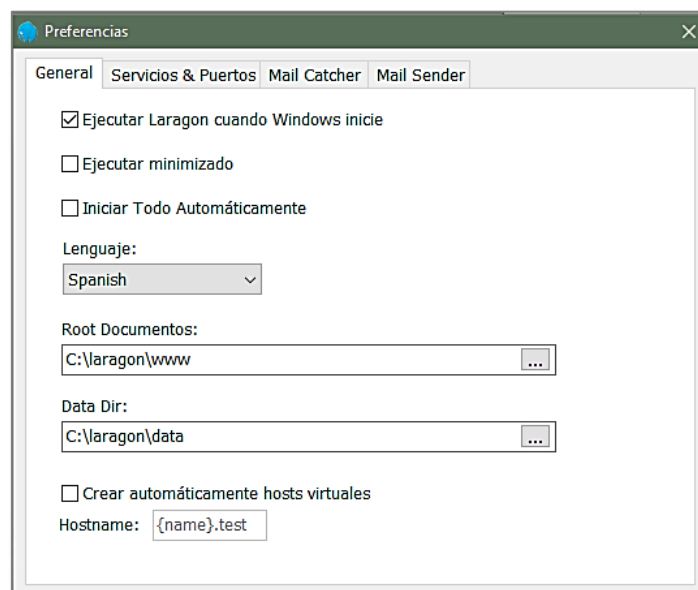 Preferencias
General Servicios & Puertos Mail Catcher Mail Sender
Ejecutar Laragon cuando Windows inicie
Ejecutar minimizado
Iniciar Todo Automáticamente
Lenguaje:
Spanish
Root Documentos:
C:\laragon\www
...
Data Dir:
C:\laragon\data
...
Crear automáticamente hosts virtuales
Hostname: {name}.test